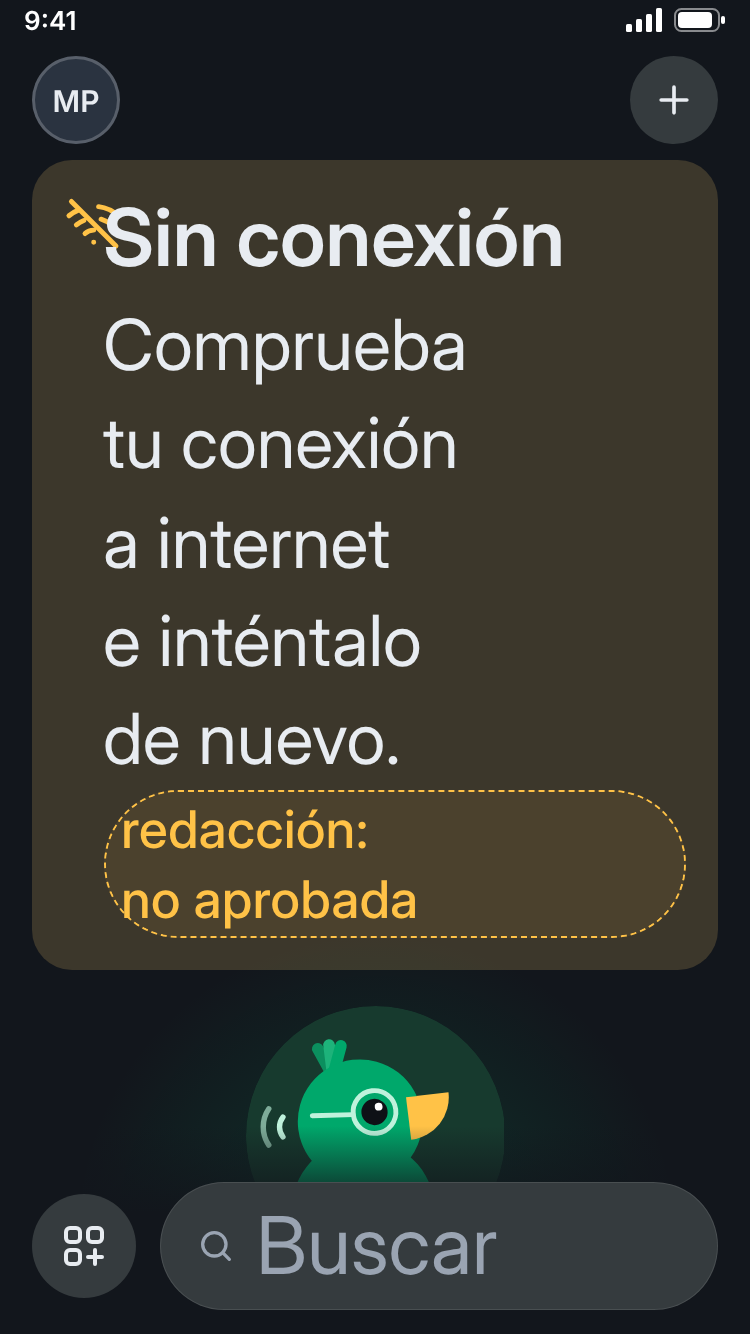 9:41
MP
Sin conexión
Comprueba
tu conexión
a internet
e inténtalo
de nuevo.
redacción:
no aprobada
Buscar